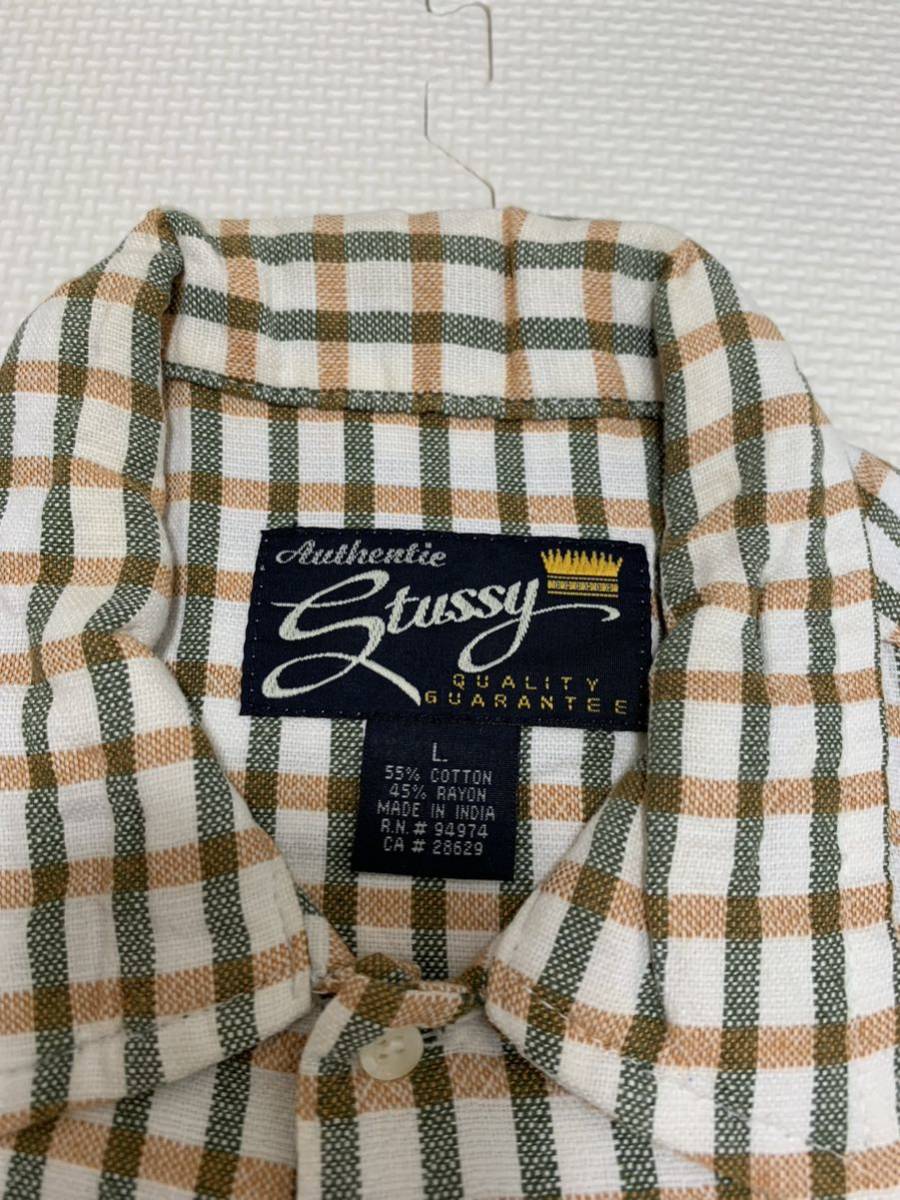 Authentic
Stussy
QUALITY
GUARANTEE
L
55% COTTON
45% RAYON
MADE IN INDIA
R.N. # 94974
CA # 28629